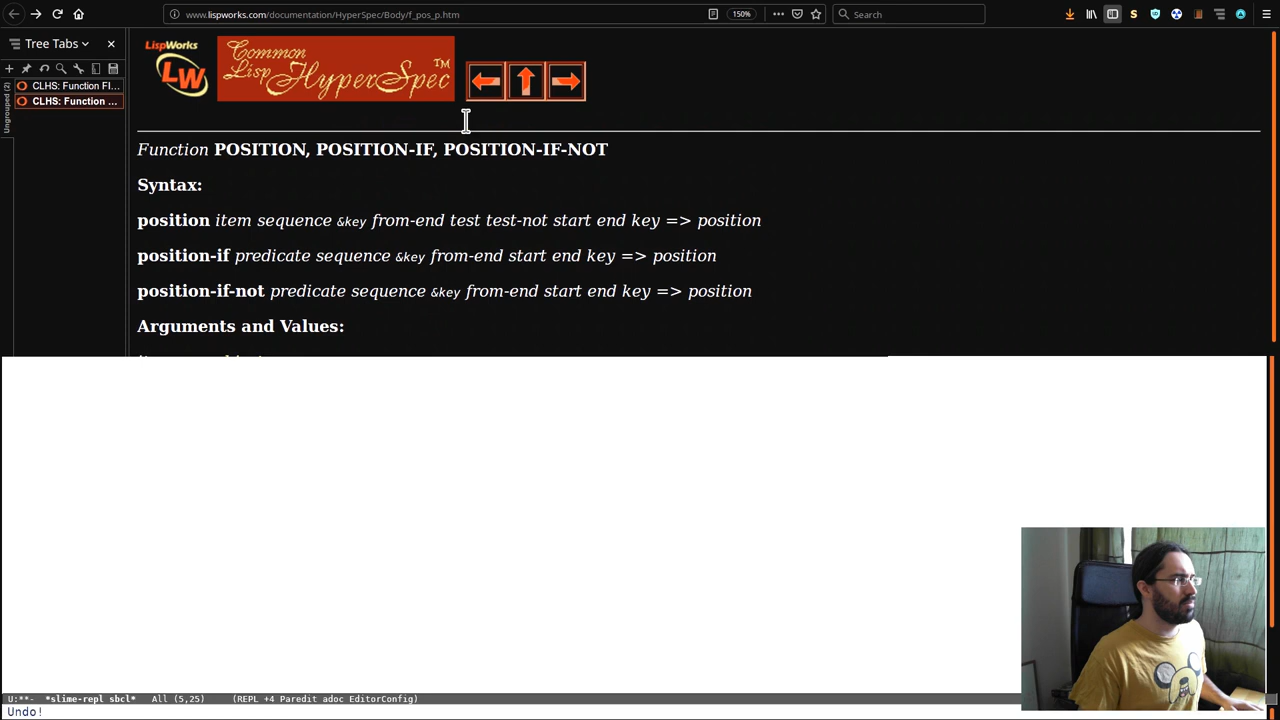 www.lispworks.com/documentation/HyperSpec/Body/f_pos_p.htm
150%
Search
Tree Tabs
LispWorks
LW
Common Lisp HyperSpec™
Ungrouped (2)
CLHS: Function FI...
CLHS: Function ...
Function POSITION, POSITION-IF, POSITION-IF-NOT
Syntax:
position item sequence &key from-end test test-not start end key => position
position-if predicate sequence &key from-end start end key => position
position-if-not predicate sequence &key from-end start end key => position
Arguments and Values:
U:**- *slime-repl sbcl* All (5,25) (REPL +4 Paredit adoc EditorConfig)
Undo!